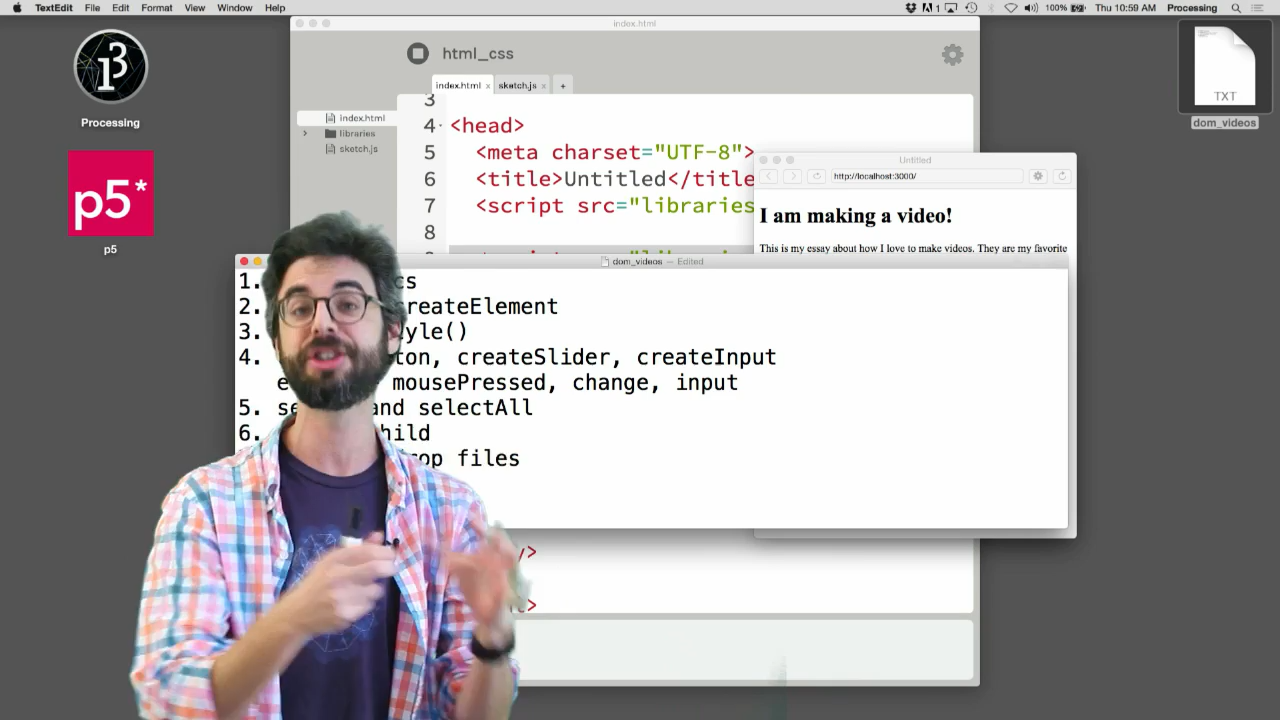 TextEdit File Edit Format View Window Help
1 100% Thu 10:59 AM Processing
index.html
html_css
index.html x sketch.js x +
index.html
libraries
sketch.js
3
4 <head>
5 <meta charset="UTF-8">
6 <title>Untitled</title
7 <script src="libraries
8
Untitled
http://localhost:3000/
I am making a video!
This is my essay about how I love to make videos. They are my favorite
dom_videos — Edited
1. cs
2. createElement
3. yle()
4. ton, createSlider, createInput
e mousePressed, change, input
5. se and selectAll
6. hild
rop files
/>
t>
Processing
p5*
p5
TXT
dom_videos